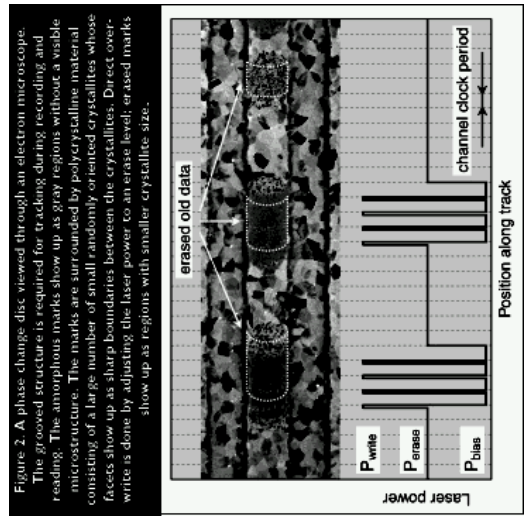 Figure 2. A phase change disc viewed through an electron microscope.
The grooved structure is required for tracking during recording and
reading. The amorphous marks show up as gray regions without a visible
microstructure. The marks are surrounded by polycrystalline material
consisting of a large number of small randomly oriented crystallites whose
facets show up as sharp boundaries between the crystallites. Direct over-
write is done by adjusting the laser power to an erase level; erased marks
show up as regions with smaller crystallite size.
erased old data
channel clock period
Position along track
Pwrite
Perase
Pbias
Laser power